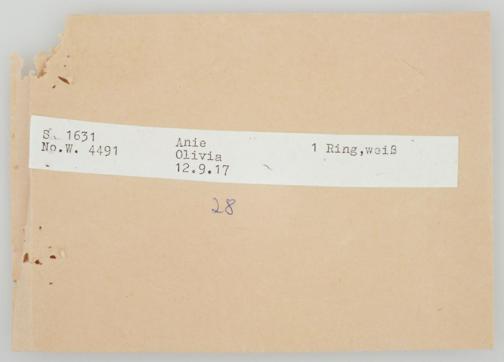 S. 1631 Anie 1 Ring,weiß
No.W. 4491 Olivia
12.9.17
28